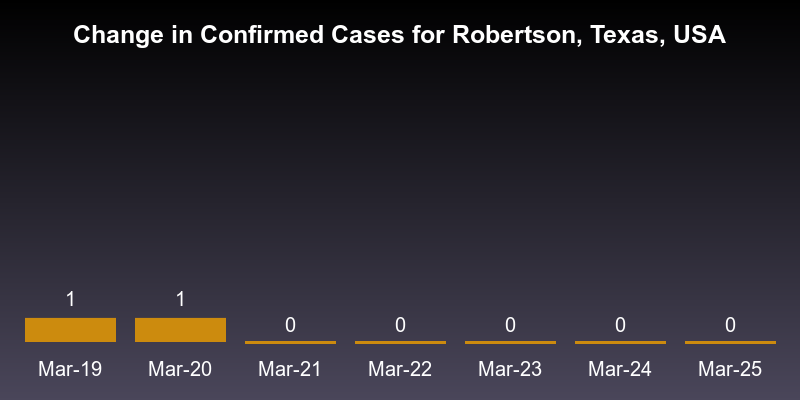 Change in Confirmed Cases for Robertson, Texas, USA
1 1 0 0 0 0 0
Mar-19 Mar-20 Mar-21 Mar-22 Mar-23 Mar-24 Mar-25